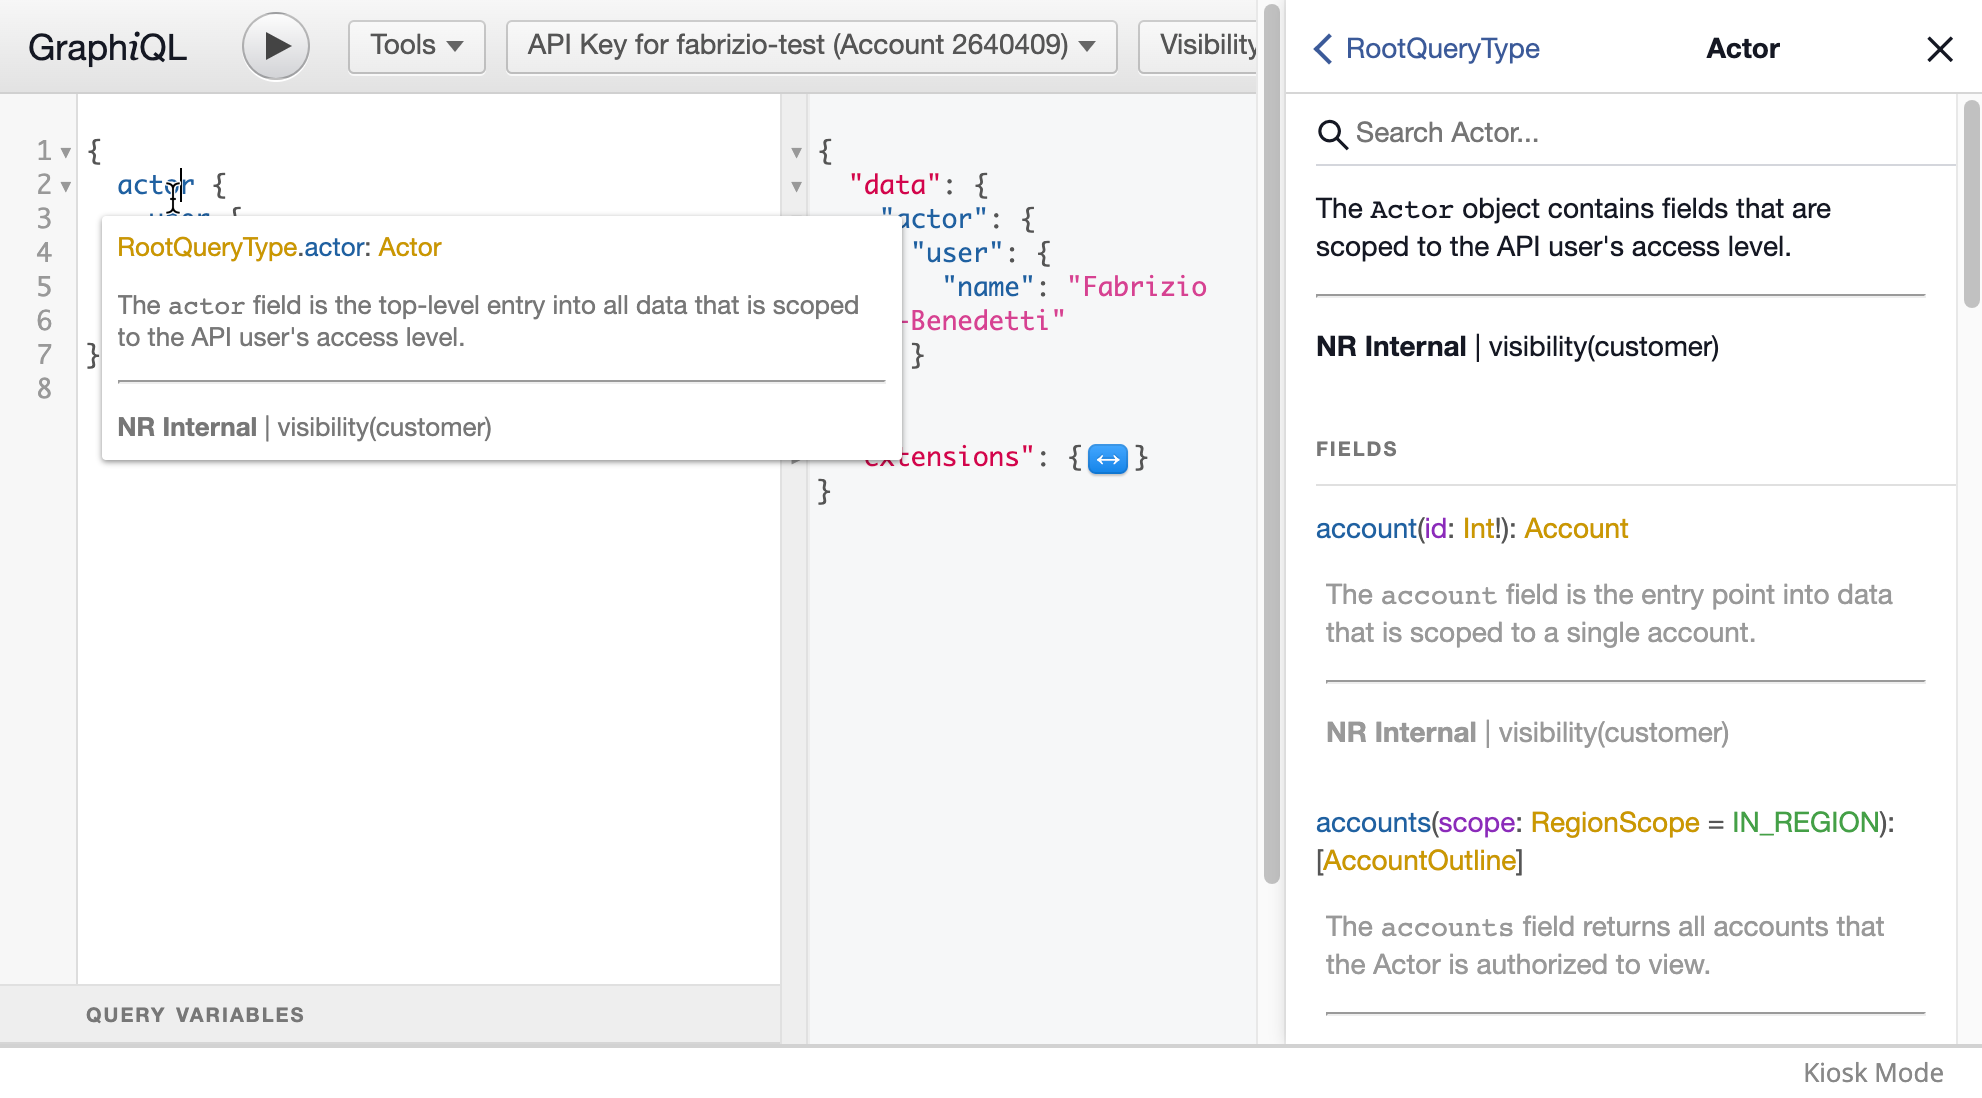 GraphiQL
Tools
API Key for fabrizio-test (Account 2640409)
Visibility
1 {
2 actor {
3 user {
4
5
6
7 }
8
RootQueryType.actor: Actor
The actor field is the top-level entry into all data that is scoped
to the API user's access level.
NR Internal | visibility(customer)
QUERY VARIABLES
{
"data": {
"actor": {
"user": {
"name": "Fabrizio
-Benedetti"
}
extensions": {↔}
}
RootQueryType
Actor
Search Actor...
The Actor object contains fields that are
scoped to the API user's access level.
NR Internal | visibility(customer)
FIELDS
account(id: Int!): Account
The account field is the entry point into data
that is scoped to a single account.
NR Internal | visibility(customer)
accounts(scope: RegionScope = IN_REGION):
[AccountOutline]
The accounts field returns all accounts that
the Actor is authorized to view.
Kiosk Mode